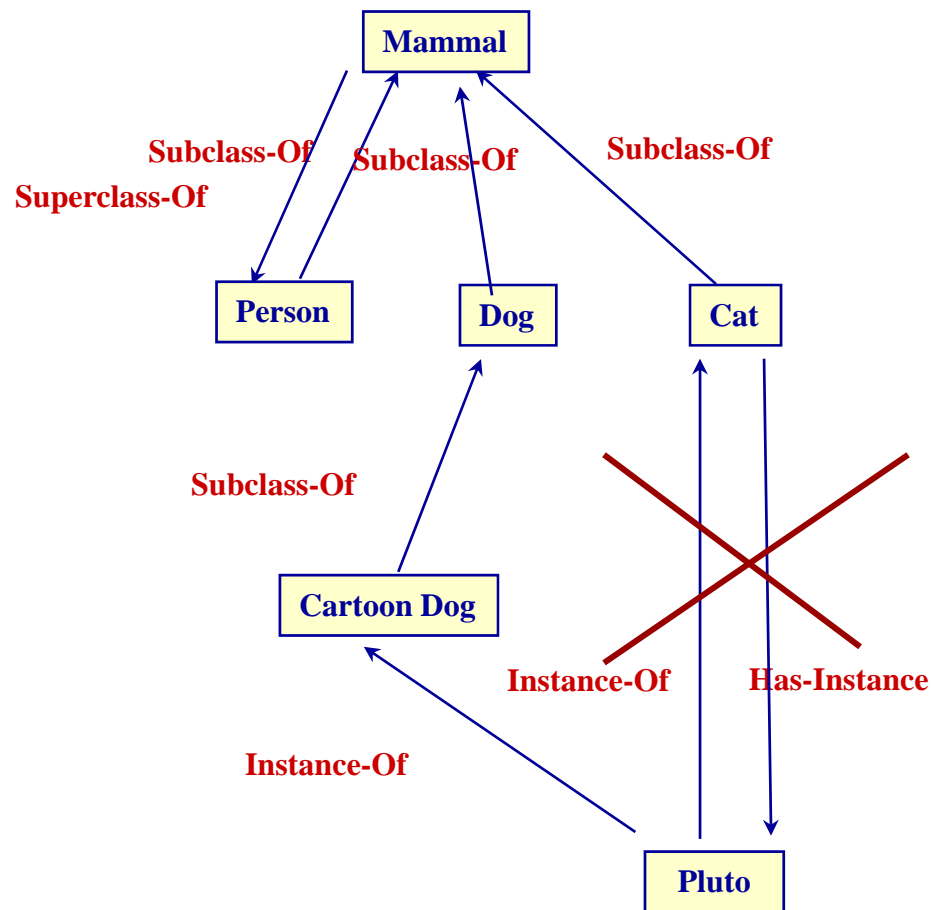 Mammal
Subclass-Of
Subclass-Of
Subclass-Of
Superclass-Of
Person
Dog
Cat
Subclass-Of
Cartoon Dog
Instance-Of
Has-Instance
Instance-Of
Pluto